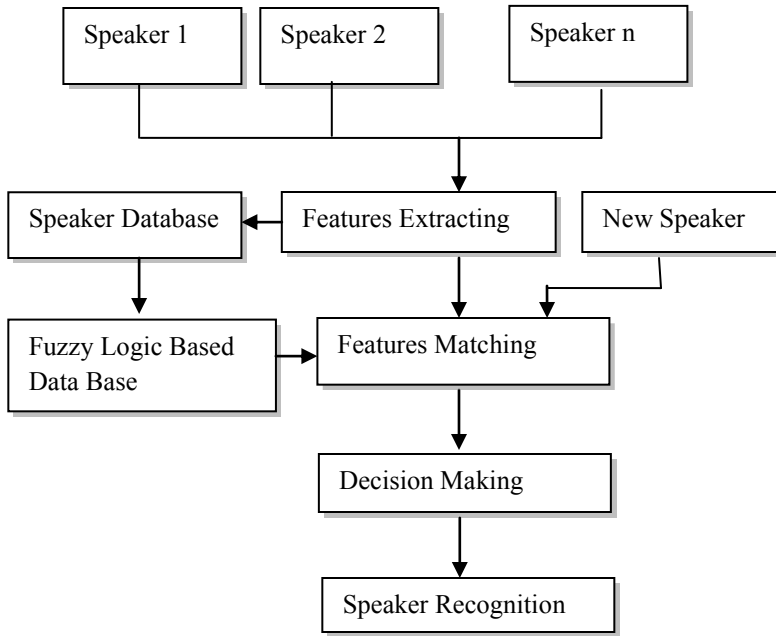 Speaker 1
Speaker 2
Speaker n
Speaker Database
Features Extracting
New Speaker
Fuzzy Logic Based
Data Base
Features Matching
Decision Making
Speaker Recognition